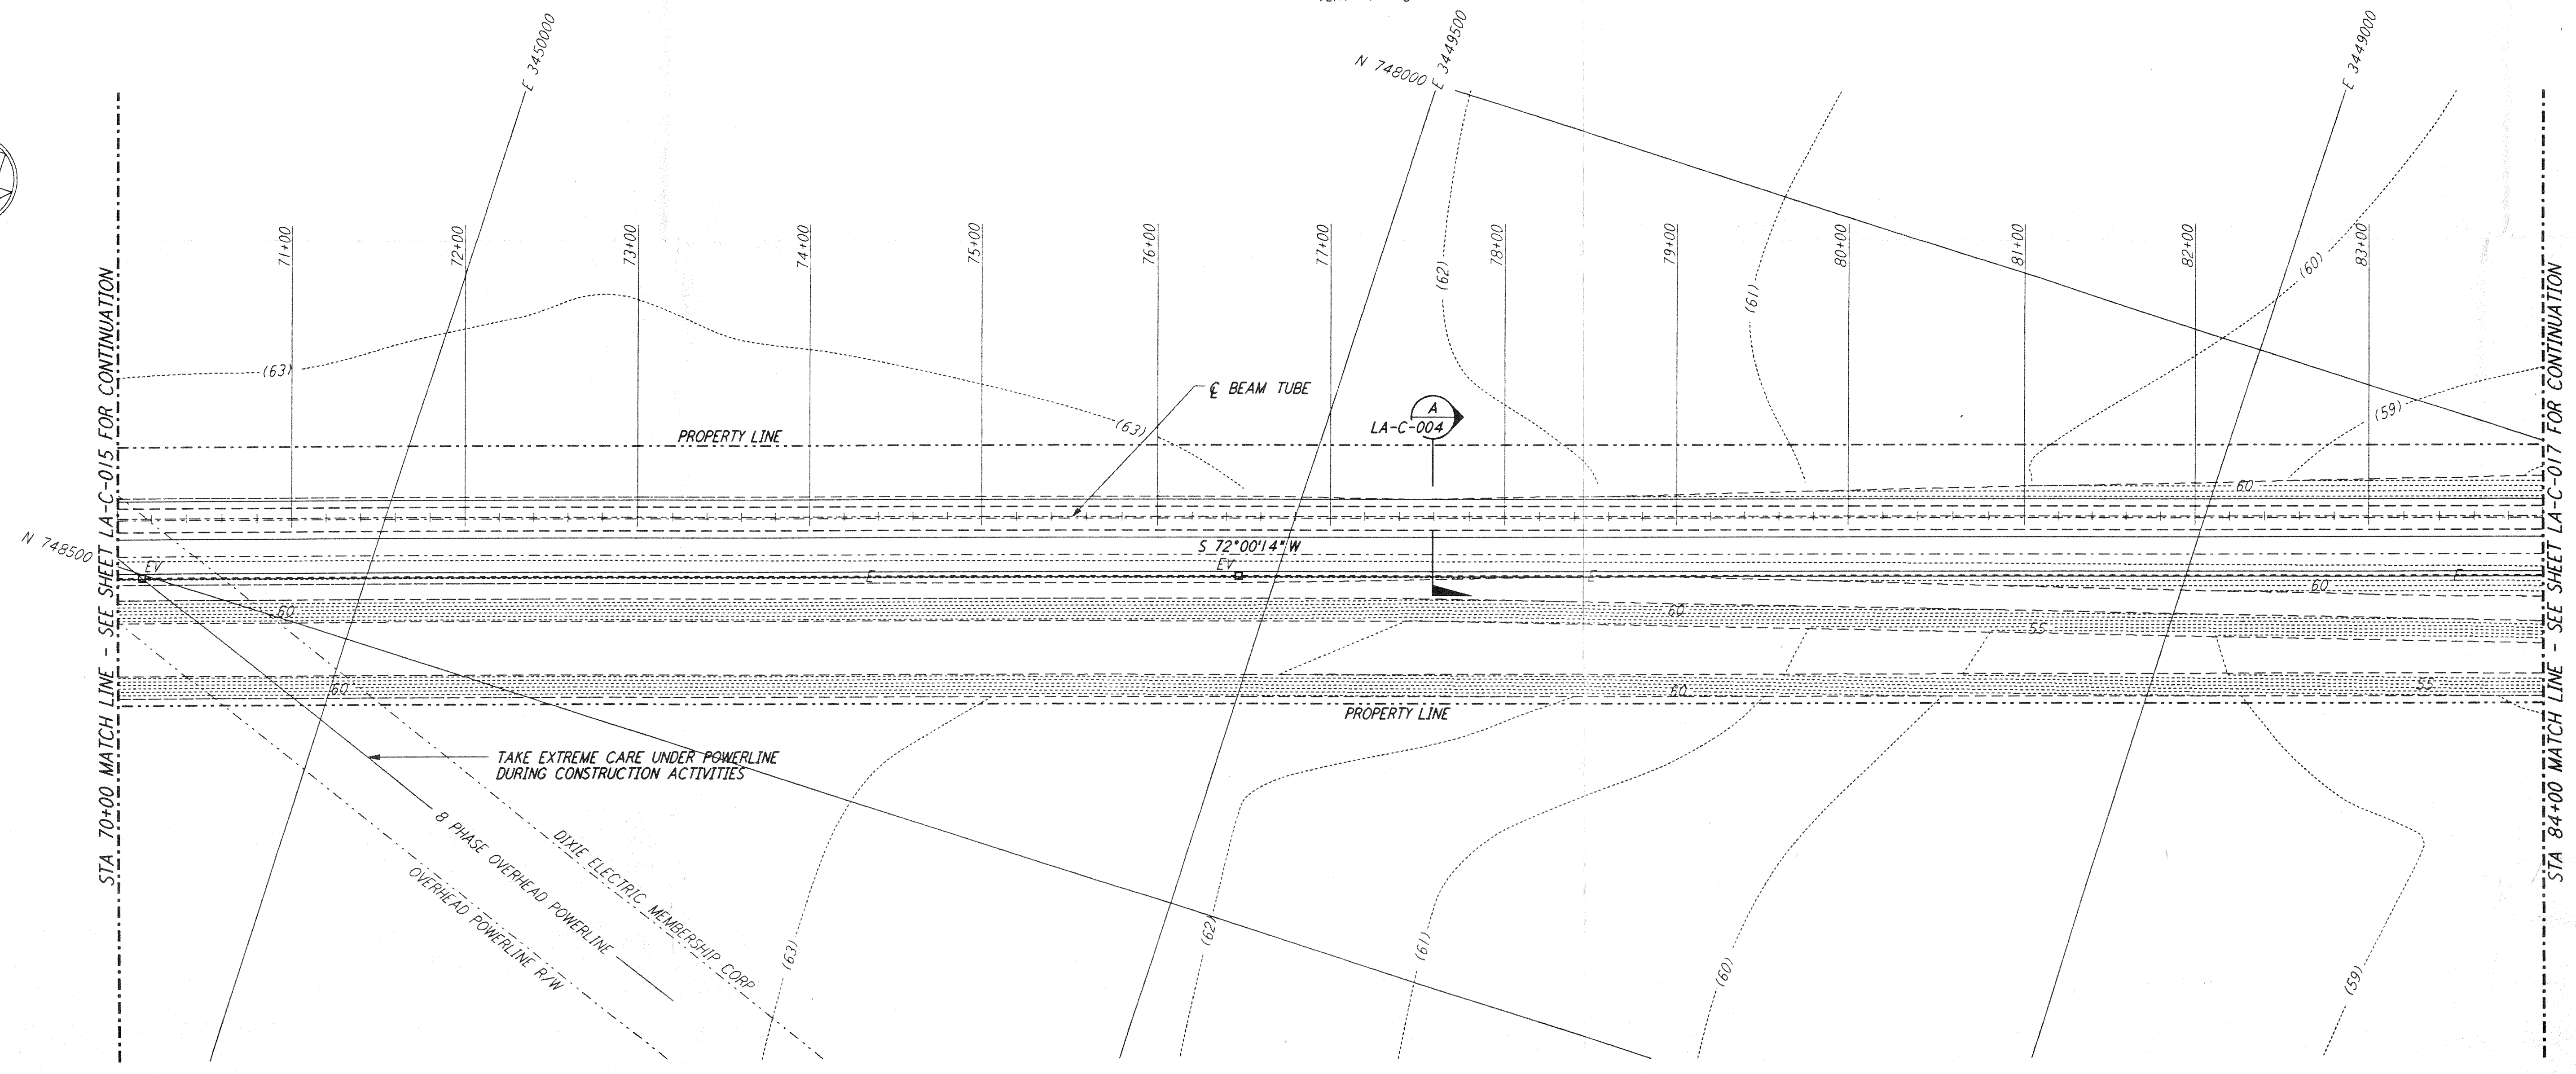 E 3450000
N 748000
E 3449500
E 3449000
71+00
72+00
73+00
74+00
75+00
76+00
77+00
78+00
79+00
80+00
81+00
82+00
83+00
(62)
(61)
(60)
(63)
(63)
(59)
℄ BEAM TUBE
A
LA-C-004
PROPERTY LINE
STA 70+00 MATCH LINE - SEE SHEET LA-C-015 FOR CONTINUATION
STA 84+00 MATCH LINE - SEE SHEET LA-C-017 FOR CONTINUATION
60
N 748500
S 72°00'14" W
EV
EV
E
E
E
60
60
60
55
60
60
55
PROPERTY LINE
TAKE EXTREME CARE UNDER POWERLINE
DURING CONSTRUCTION ACTIVITIES
8 PHASE OVERHEAD POWERLINE
DIXIE ELECTRIC MEMBERSHIP CORP
OVERHEAD POWERLINE R/W
(63)
(62)
(61)
(60)
(59)